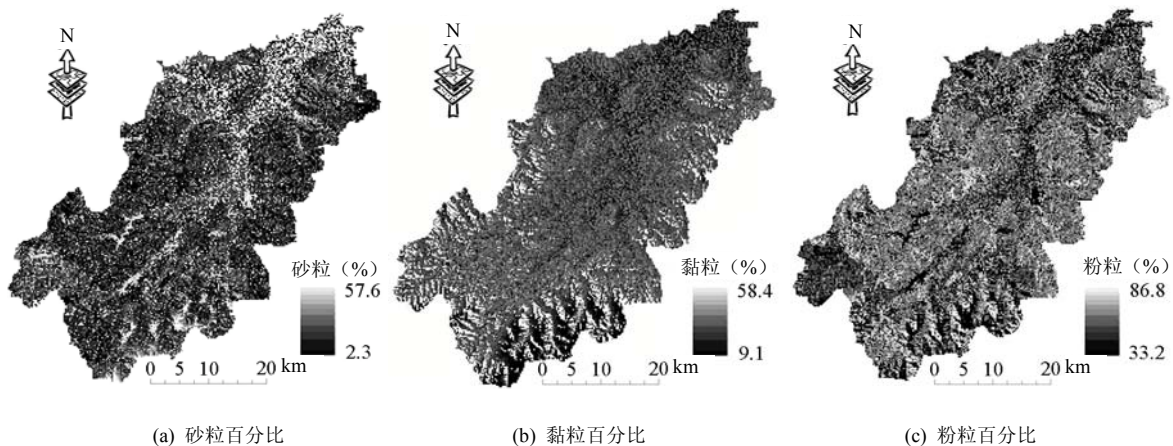 N
砂粒（%）
57.6
2.3
0 5 10 20 km
(a) 砂粒百分比
N
黏粒（%）
58.4
9.1
0 5 10 20 km
(b) 黏粒百分比
N
粉粒（%）
86.8
33.2
0 5 10 20 km
(c) 粉粒百分比